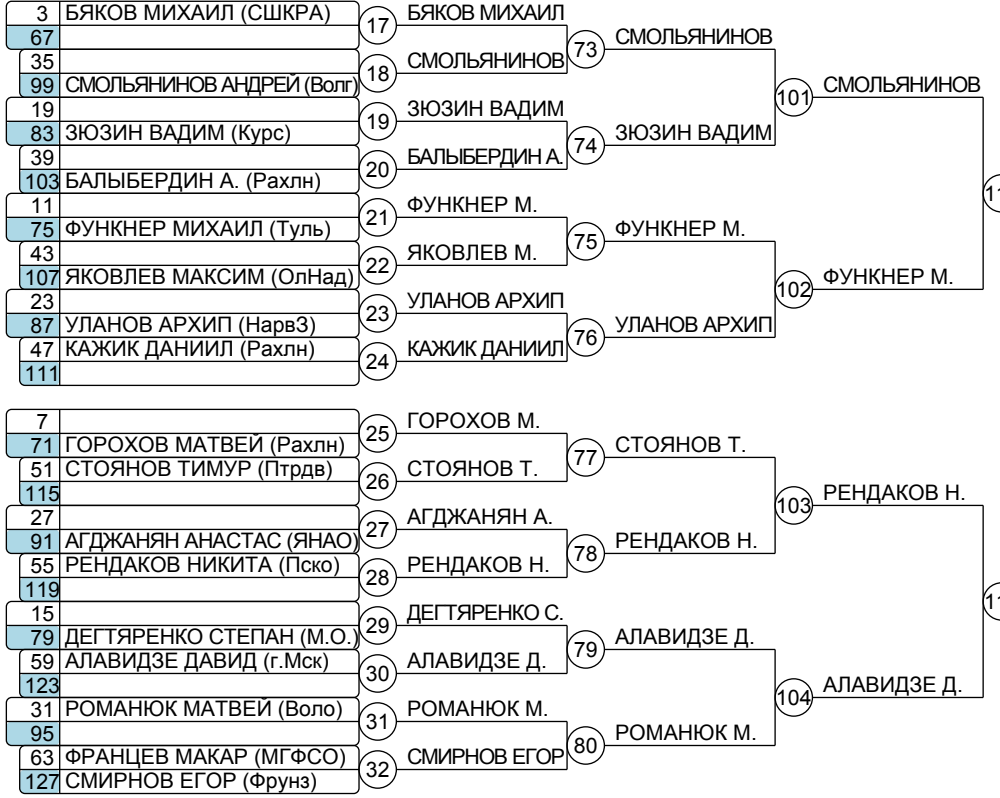 3 БЯКОВ МИХАИЛ (СШКРА)
67
17 БЯКОВ МИХАИЛ
35
99 СМОЛЬЯНИНОВ АНДРЕЙ (Волг)
18 СМОЛЬЯНИНОВ
73 СМОЛЬЯНИНОВ
19
83 ЗЮЗИН ВАДИМ (Курс)
19 ЗЮЗИН ВАДИМ
39
103 БАЛЫБЕРДИН А. (Рахлн)
20 БАЛЫБЕРДИН А.
74 ЗЮЗИН ВАДИМ
101 СМОЛЬЯНИНОВ
11
75 ФУНКНЕР МИХАИЛ (Туль)
21 ФУНКНЕР М.
43
107 ЯКОВЛЕВ МАКСИМ (ОлНад)
22 ЯКОВЛЕВ М.
75 ФУНКНЕР М.
23
87 УЛАНОВ АРХИП (НарвЗ)
23 УЛАНОВ АРХИП
47 КАЖИК ДАНИИЛ (Рахлн)
111
24 КАЖИК ДАНИИЛ
76 УЛАНОВ АРХИП
102 ФУНКНЕР М.
7
71 ГОРОХОВ МАТВЕЙ (Рахлн)
25 ГОРОХОВ М.
51 СТОЯНОВ ТИМУР (Птрдв)
115
26 СТОЯНОВ Т.
77 СТОЯНОВ Т.
27
91 АГДЖАНЯН АНАСТАС (ЯНАО)
27 АГДЖАНЯН А.
55 РЕНДАКОВ НИКИТА (Пско)
119
28 РЕНДАКОВ Н.
78 РЕНДАКОВ Н.
103 РЕНДАКОВ Н.
15
79 ДЕГТЯРЕНКО СТЕПАН (М.О.)
29 ДЕГТЯРЕНКО С.
59 АЛАВИДЗЕ ДАВИД (г.Мск)
123
30 АЛАВИДЗЕ Д.
79 АЛАВИДЗЕ Д.
31 РОМАНЮК МАТВЕЙ (Воло)
95
31 РОМАНЮК М.
63 ФРАНЦЕВ МАКАР (МГФСО)
127 СМИРНОВ ЕГОР (Фрунз)
32 СМИРНОВ ЕГОР
80 РОМАНЮК М.
104 АЛАВИДЗЕ Д.